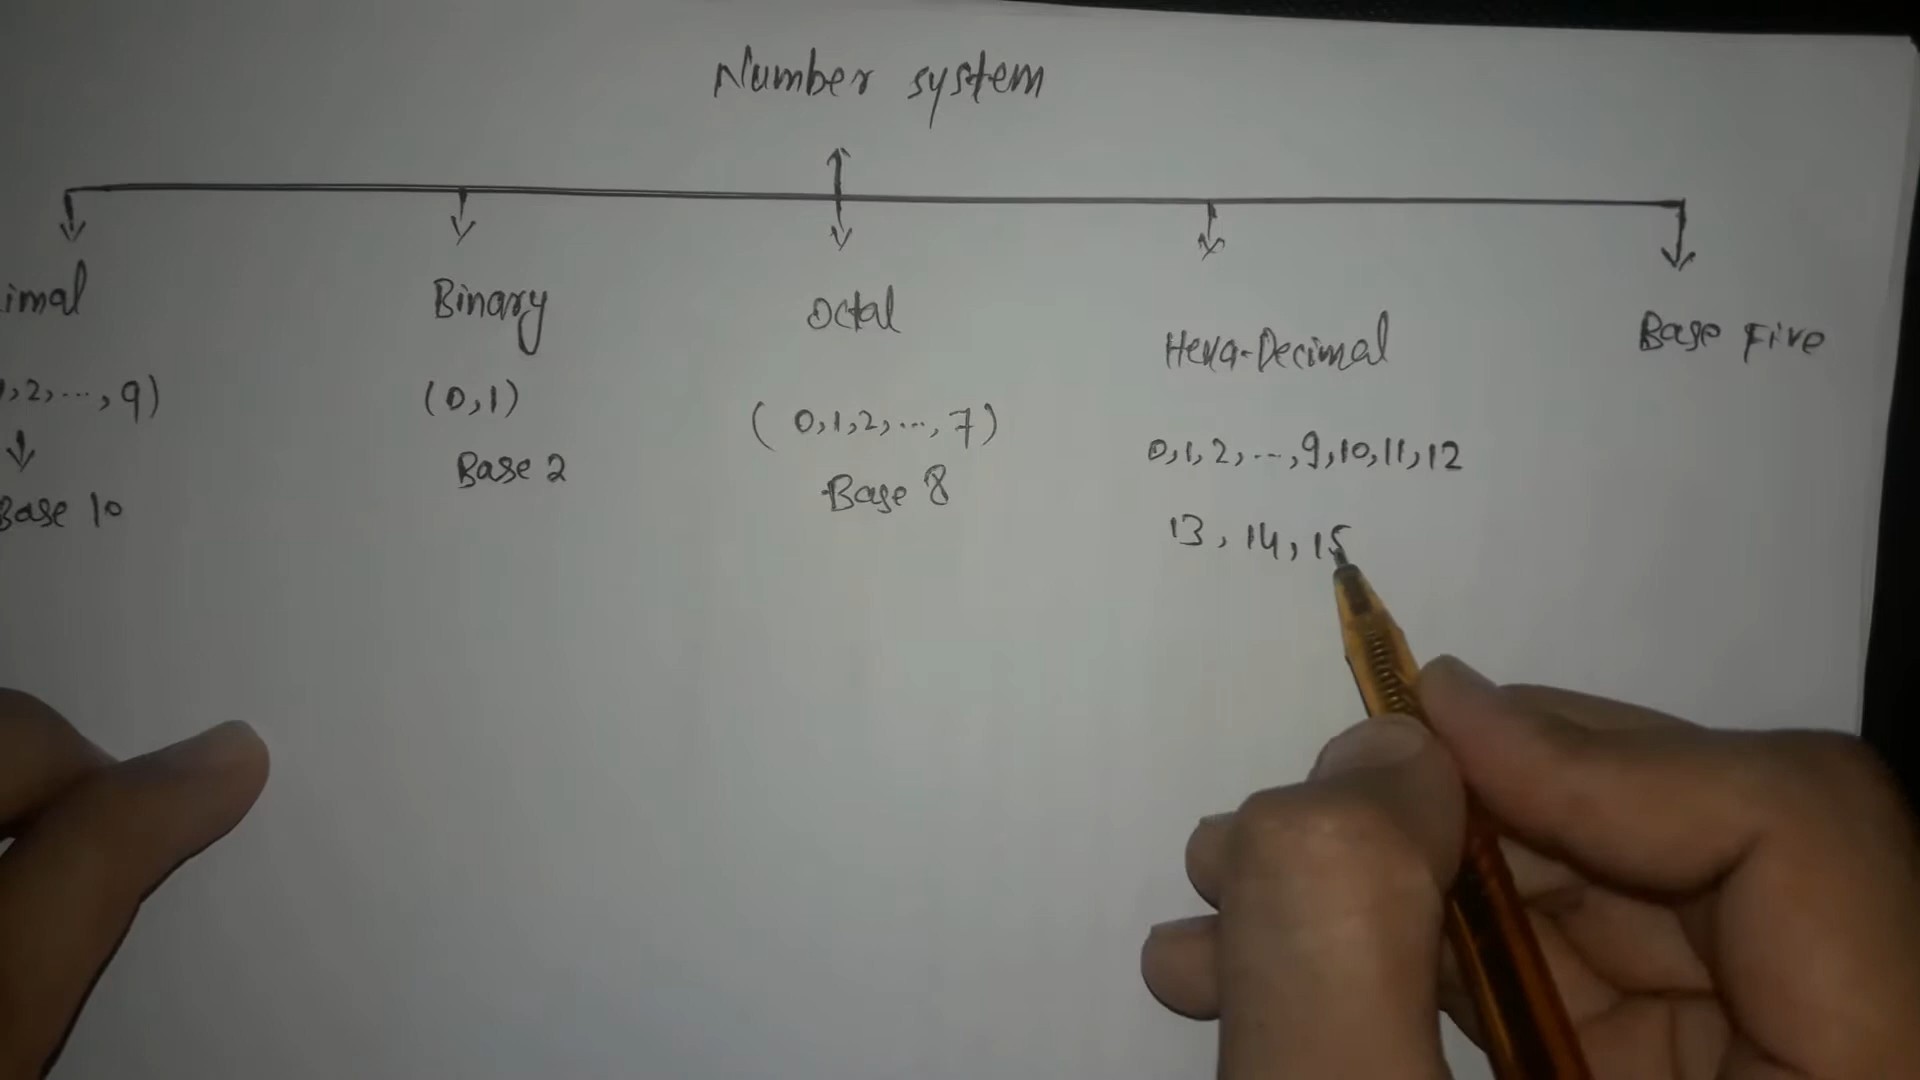 Number system
imal
1,2,...,9)
Base 10
Binary
(0,1)
Base 2
Octal
(0,1,2,...,7)
Base 8
Hexa-Decimal
0,1,2,...,9,10,11,12
13, 14, 15
Base Five